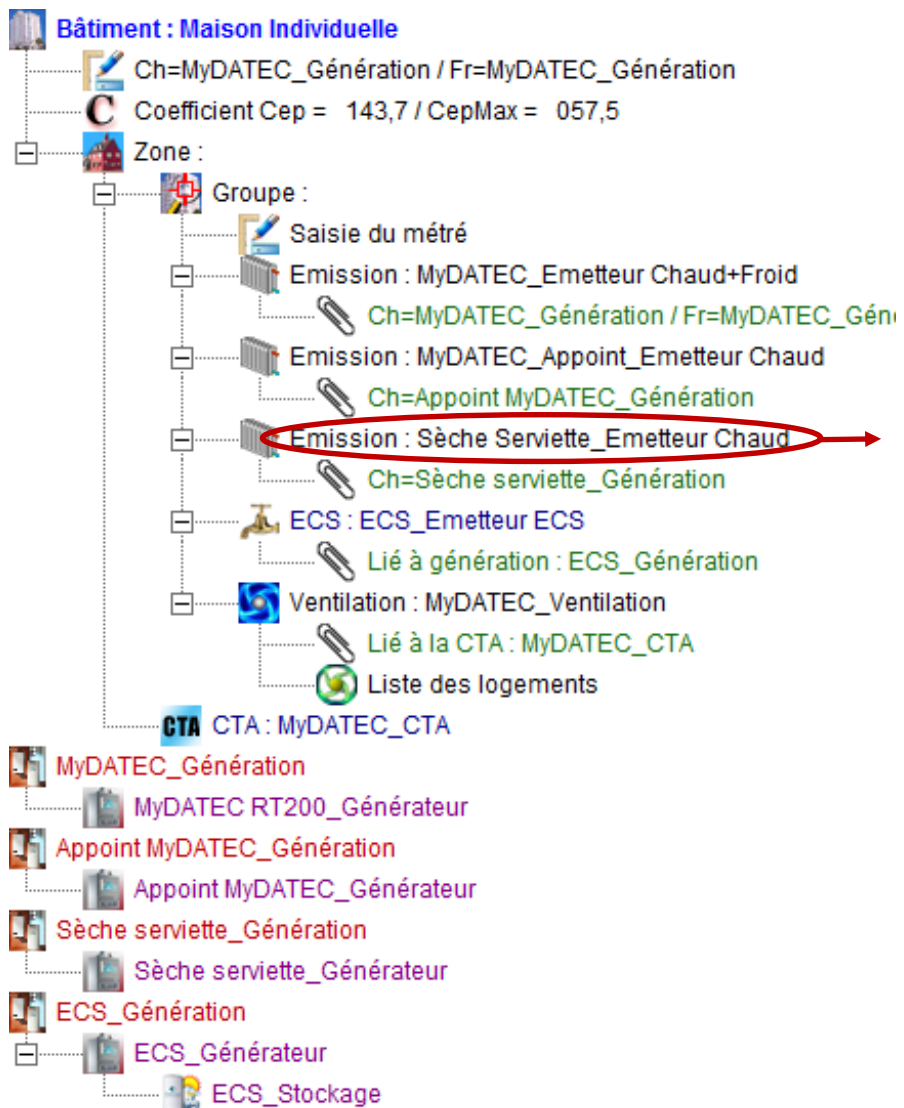 Bâtiment : Maison Individuelle
Ch=MyDATEC_Génération / Fr=MyDATEC_Génération
C Coefficient Cep = 143,7 / CepMax = 057,5
Zone :
Groupe :
Saisie du métré
Emission : MyDATEC_Emetteur Chaud+Froid
Ch=MyDATEC_Génération / Fr=MyDATEC_Géné
Emission : MyDATEC_Appoint_Emetteur Chaud
Ch=Appoint MyDATEC_Génération
Emission : Sèche Serviette_Emetteur Chaud
Ch=Sèche serviette_Génération
ECS : ECS_Emetteur ECS
Lié à génération : ECS_Génération
Ventilation : MyDATEC_Ventilation
Lié à la CTA : MyDATEC_CTA
Liste des logements
CTA CTA : MyDATEC_CTA
MyDATEC_Génération
MyDATEC RT200_Générateur
Appoint MyDATEC_Génération
Appoint MyDATEC_Générateur
Sèche serviette_Génération
Sèche serviette_Générateur
ECS_Génération
ECS_Générateur
ECS_Stockage